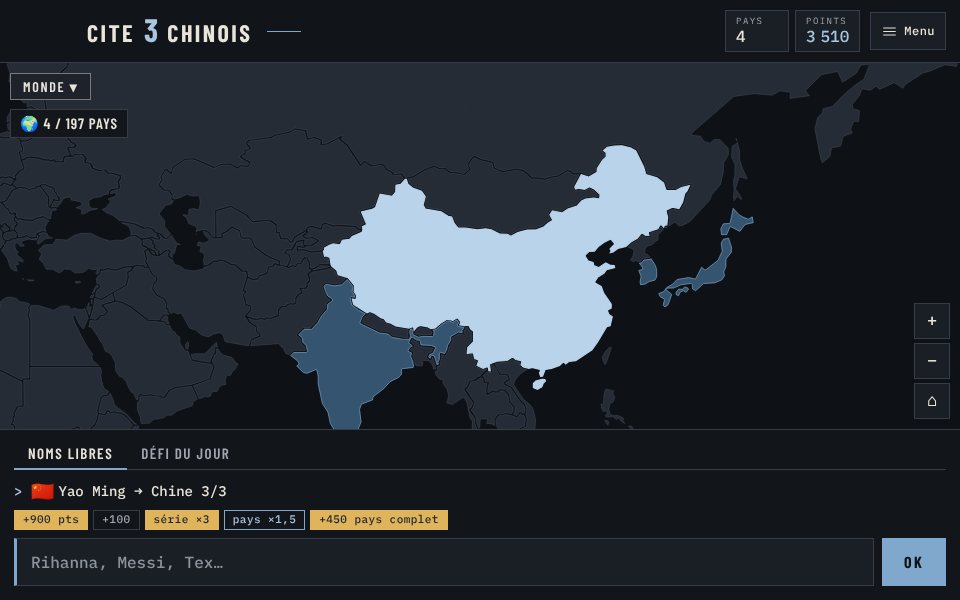 CITE 3 CHINOIS
PAYS
4
POINTS
3 510
Menu
MONDE ▼
4 / 197 PAYS
+
−
⌂
NOMS LIBRES
DÉFI DU JOUR
> 🇨🇳 Yao Ming → Chine 3/3
+900 pts +100 série ×3 pays ×1,5 +450 pays complet
Rihanna, Messi, Tex…
OK